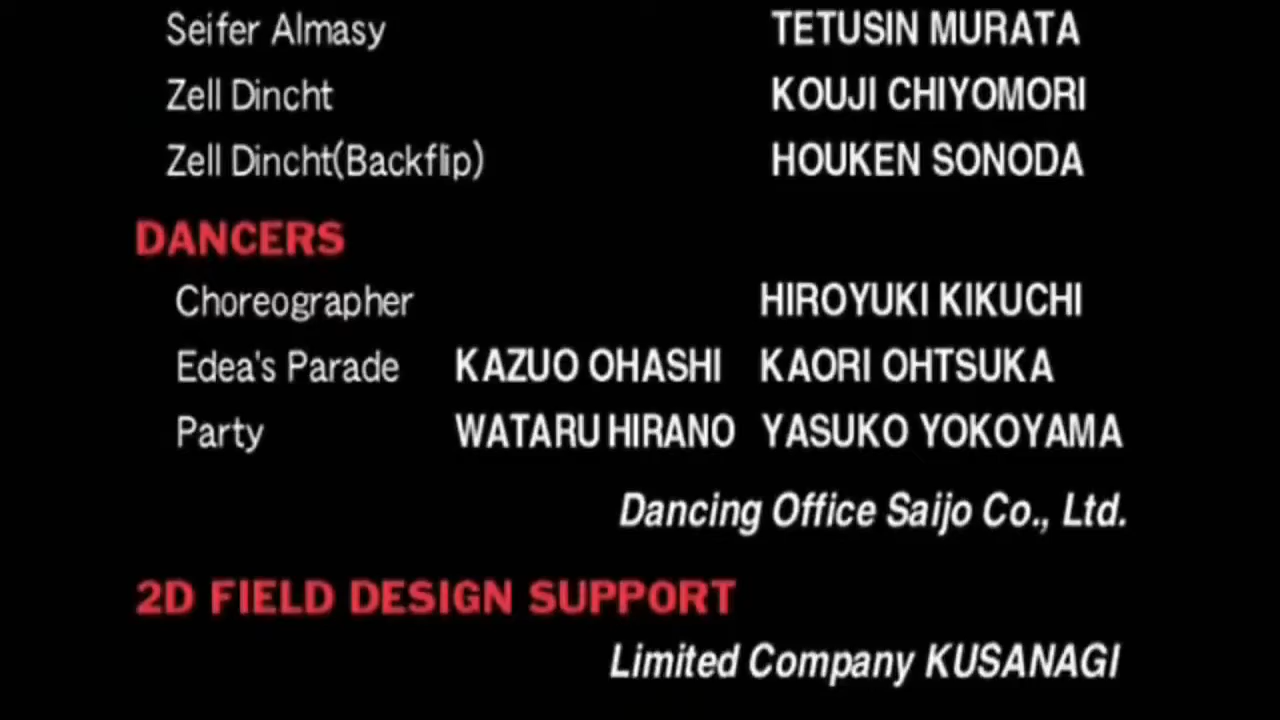 Seifer Almasy TETUSIN MURATA
Zell Dincht KOUJI CHIYOMORI
Zell Dincht(Backflip) HOUKEN SONODA
DANCERS
Choreographer HIROYUKI KIKUCHI
Edea's Parade KAZUO OHASHI KAORI OHTSUKA
Party WATARU HIRANO YASUKO YOKOYAMA
Dancing Office Saijo Co., Ltd.
2D FIELD DESIGN SUPPORT
Limited Company KUSANAGI